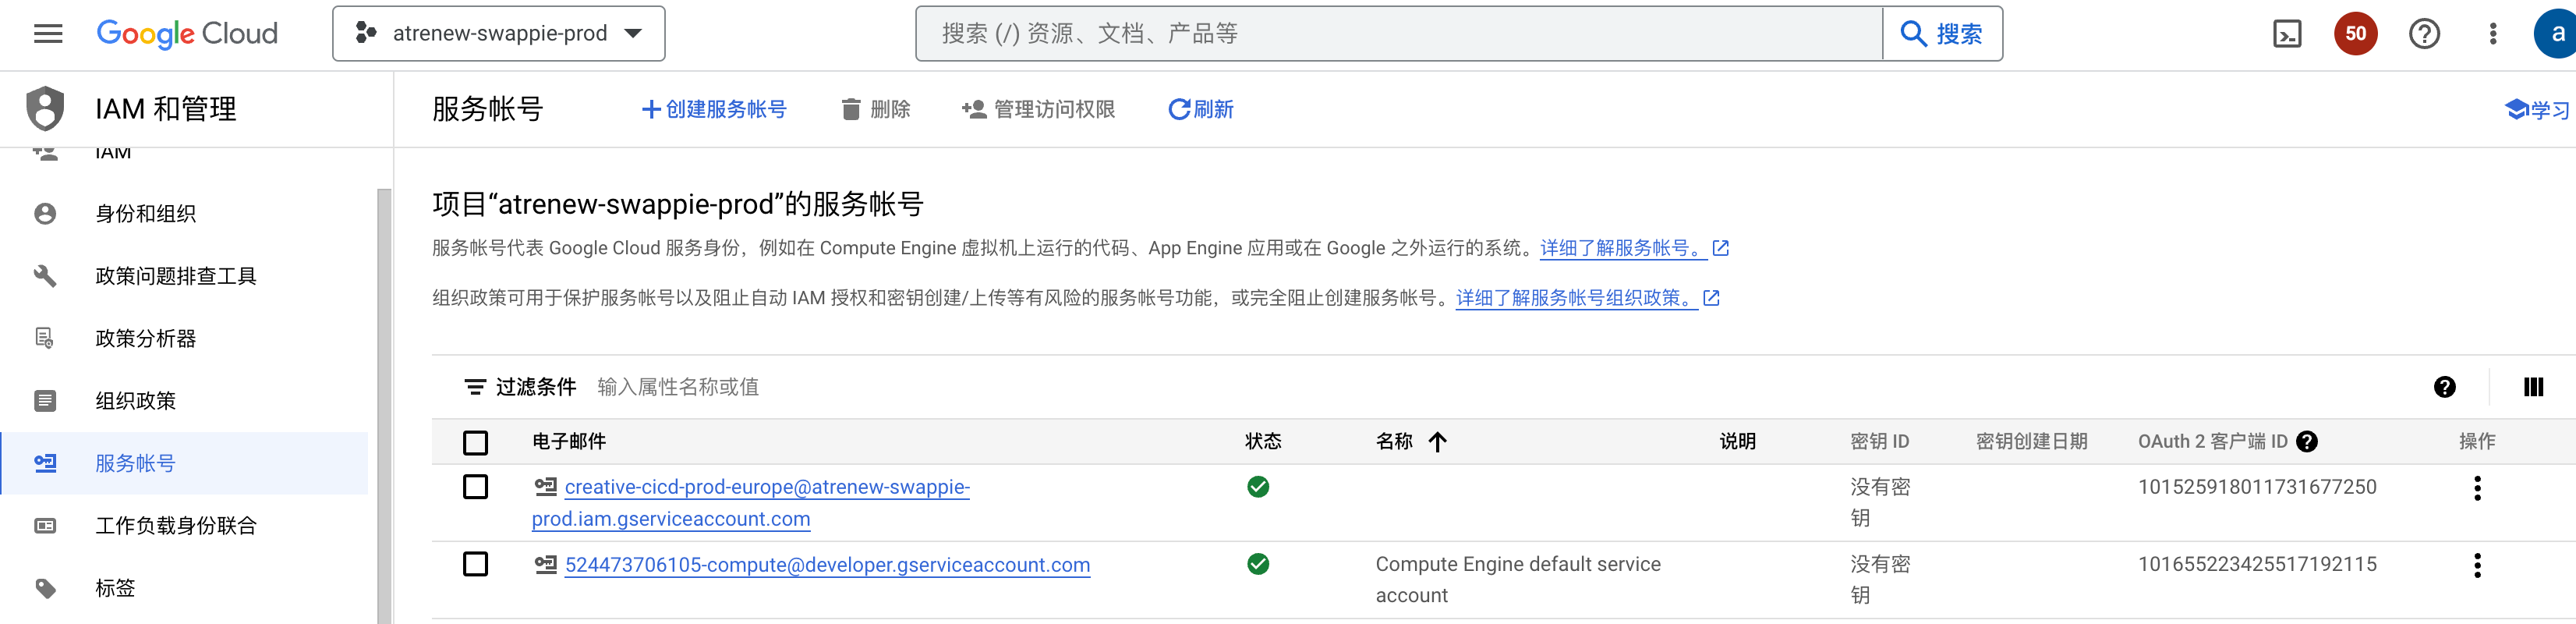 Google Cloud
atrenew-swappie-prod
搜索 (/) 资源、文档、产品等
搜索
50
a
IAM 和管理
服务帐号
创建服务帐号
删除
管理访问权限
刷新
学习
IAM
身份和组织
政策问题排查工具
政策分析器
组织政策
服务帐号
工作负载身份联合
标签
项目“atrenew-swappie-prod”的服务帐号
服务帐号代表 Google Cloud 服务身份，例如在 Compute Engine 虚拟机上运行的代码、App Engine 应用或在 Google 之外运行的系统。详细了解服务帐号。
组织政策可用于保护服务帐号以及阻止自动 IAM 授权和密钥创建/上传等有风险的服务帐号功能，或完全阻止创建服务帐号。详细了解服务帐号组织政策。
过滤条件 输入属性名称或值
电子邮件 状态 名称 说明 密钥 ID 密钥创建日期 OAuth 2 客户端 ID 操作
creative-cicd-prod-europe@atrenew-swappie-
prod.iam.gserviceaccount.com
没有密
钥
101525918011731677250
524473706105-compute@developer.gserviceaccount.com
Compute Engine default service
account
没有密
钥
101655223425517192115